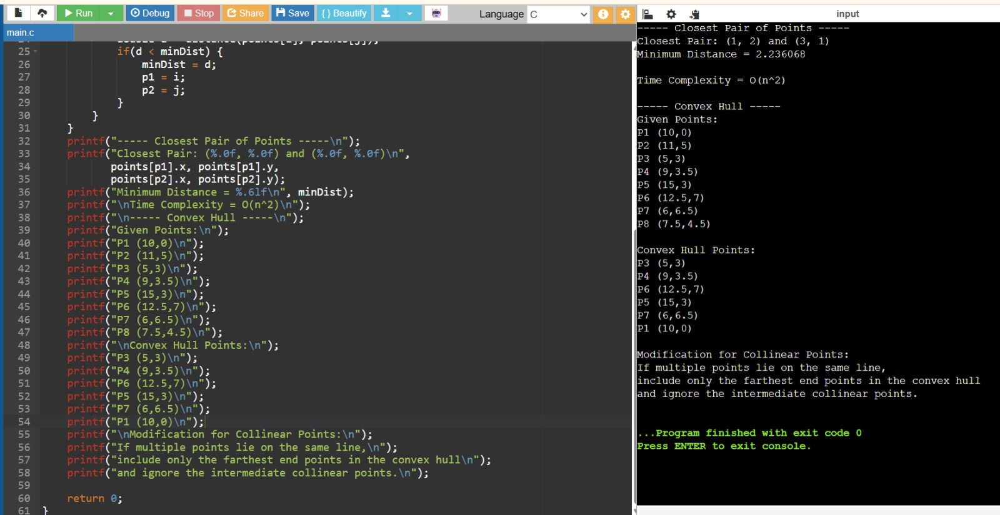 Run Debug Stop Share Save { } Beautify Language C
main.c
25 if(d < minDist) {
26 minDist = d;
27 p1 = i;
28 p2 = j;
29 }
30 }
31 }
32 printf("----- Closest Pair of Points -----\n");
33 printf("Closest Pair: (%.0f, %.0f) and (%.0f, %.0f)\n",
34 points[p1].x, points[p1].y,
35 points[p2].x, points[p2].y);
36 printf("Minimum Distance = %.6lf\n", minDist);
37 printf("\nTime Complexity = O(n^2)\n");
38 printf("\n----- Convex Hull -----\n");
39 printf("Given Points:\n");
40 printf("P1 (10,0)\n");
41 printf("P2 (11,5)\n");
42 printf("P3 (5,3)\n");
43 printf("P4 (9,3.5)\n");
44 printf("P5 (15,3)\n");
45 printf("P6 (12.5,7)\n");
46 printf("P7 (6,6.5)\n");
47 printf("P8 (7.5,4.5)\n");
48 printf("\nConvex Hull Points:\n");
49 printf("P3 (5,3)\n");
50 printf("P4 (9,3.5)\n");
51 printf("P6 (12.5,7)\n");
52 printf("P5 (15,3)\n");
53 printf("P7 (6,6.5)\n");
54 printf("P1 (10,0)\n");
55 printf("\nModification for Collinear Points:\n");
56 printf("If multiple points lie on the same line,\n");
57 printf("include only the farthest end points in the convex hull\n");
58 printf("and ignore the intermediate collinear points.\n");
59
60 return 0;
61 }
input
----- Closest Pair of Points -----
Closest Pair: (1, 2) and (3, 1)
Minimum Distance = 2.236068
Time Complexity = O(n^2)
----- Convex Hull -----
Given Points:
P1 (10,0)
P2 (11,5)
P3 (5,3)
P4 (9,3.5)
P5 (15,3)
P6 (12.5,7)
P7 (6,6.5)
P8 (7.5,4.5)
Convex Hull Points:
P3 (5,3)
P4 (9,3.5)
P6 (12.5,7)
P5 (15,3)
P7 (6,6.5)
P1 (10,0)
Modification for Collinear Points:
If multiple points lie on the same line,
include only the farthest end points in the convex hull
and ignore the intermediate collinear points.
...Program finished with exit code 0
Press ENTER to exit console.